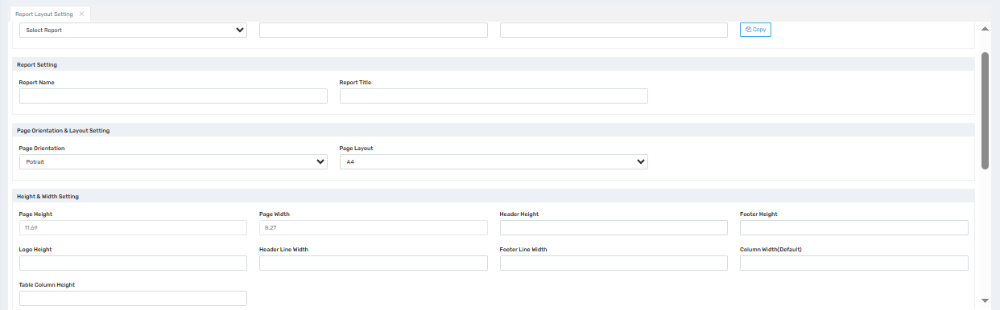 Report Layout Setting
Select Report
Copy
Report Setting
Report Name
Report Title
Page Orientation & Layout Setting
Page Orientation
Page Layout
Potrait
A4
Height & Width Setting
Page Height
Page Width
Header Height
Footer Height
11.69
8.27
Logo Height
Header Line Width
Footer Line Width
Column Width(Default)
Table Column Height